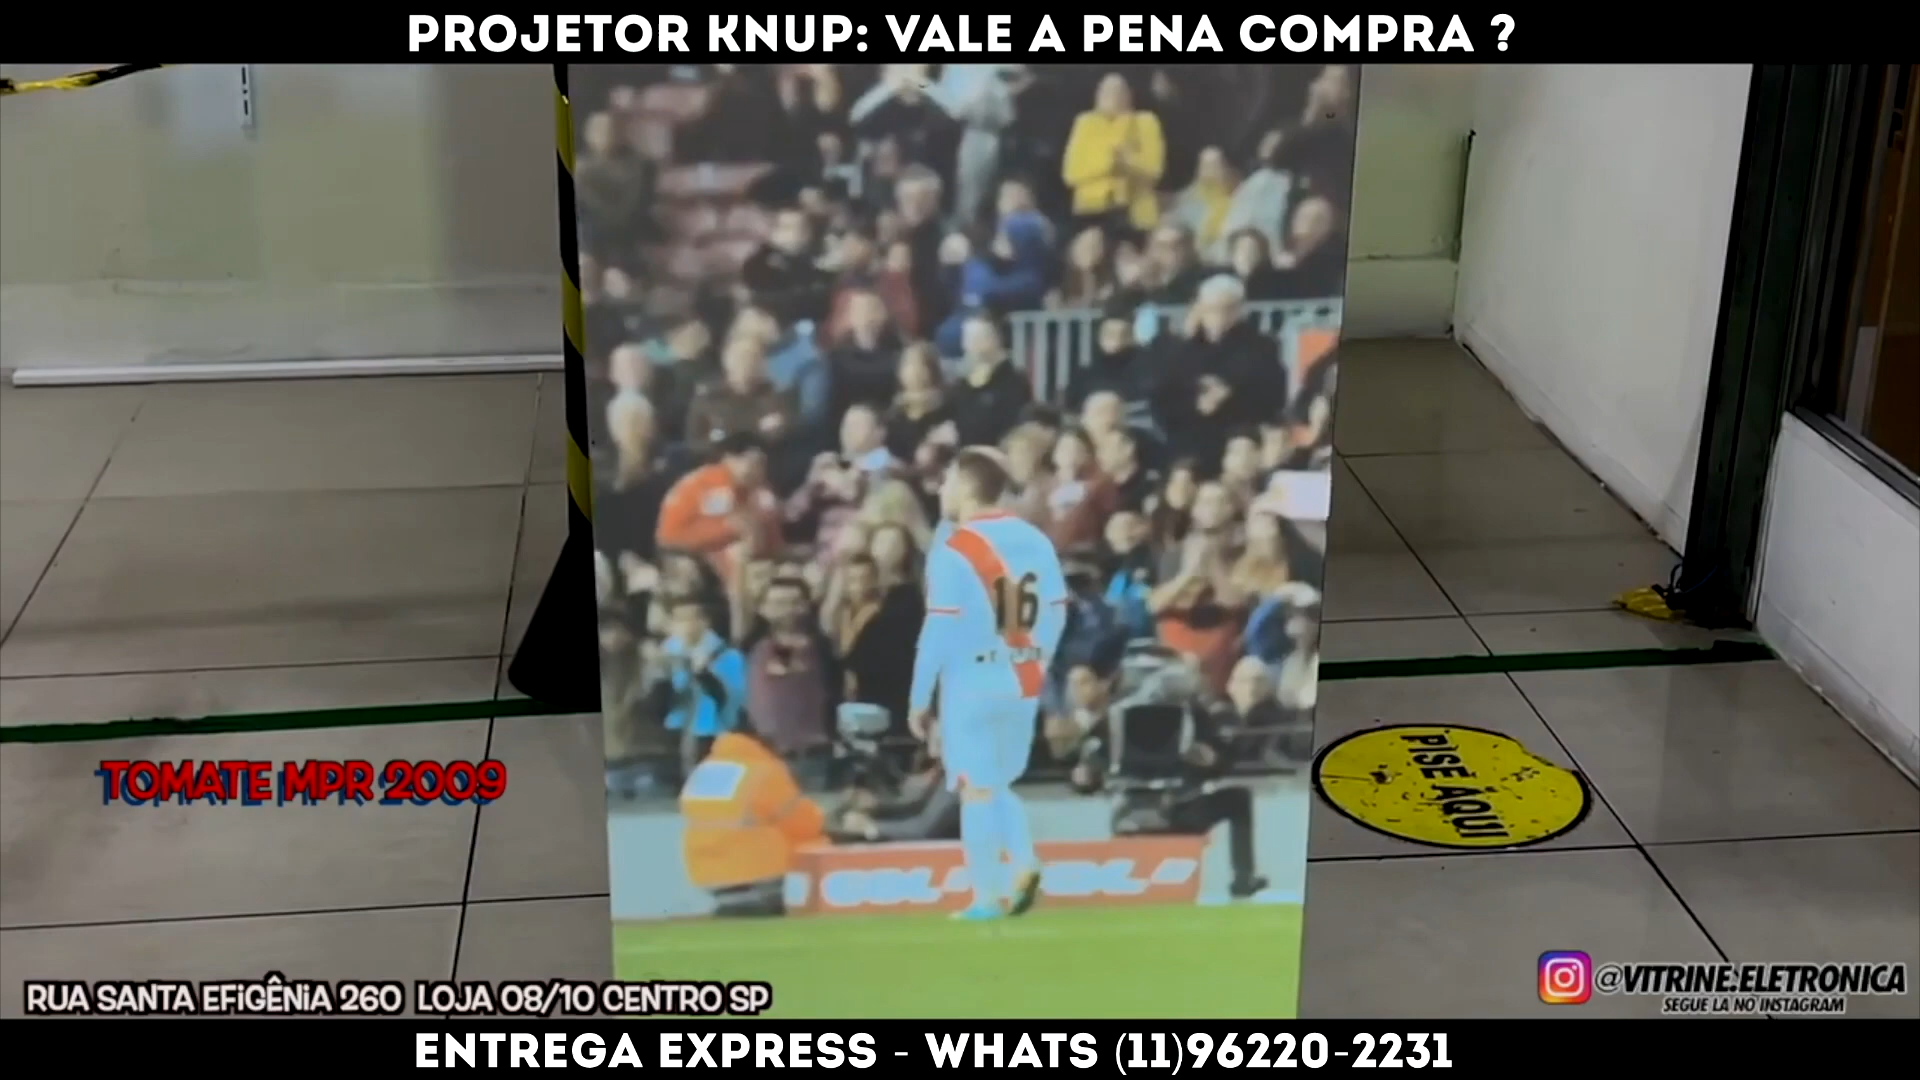 PROJETOR KNUP: VALE A PENA COMPRA ?
16
PISE AQUI
TOMATE MPR 2009
RUA SANTA EFIGÊNIA 260 LOJA 08/10 CENTRO SP
@VITRINE.ELETRONICA
SEGUE LA NO INSTAGRAM
ENTREGA EXPRESS - WHATS (11)96220-2231